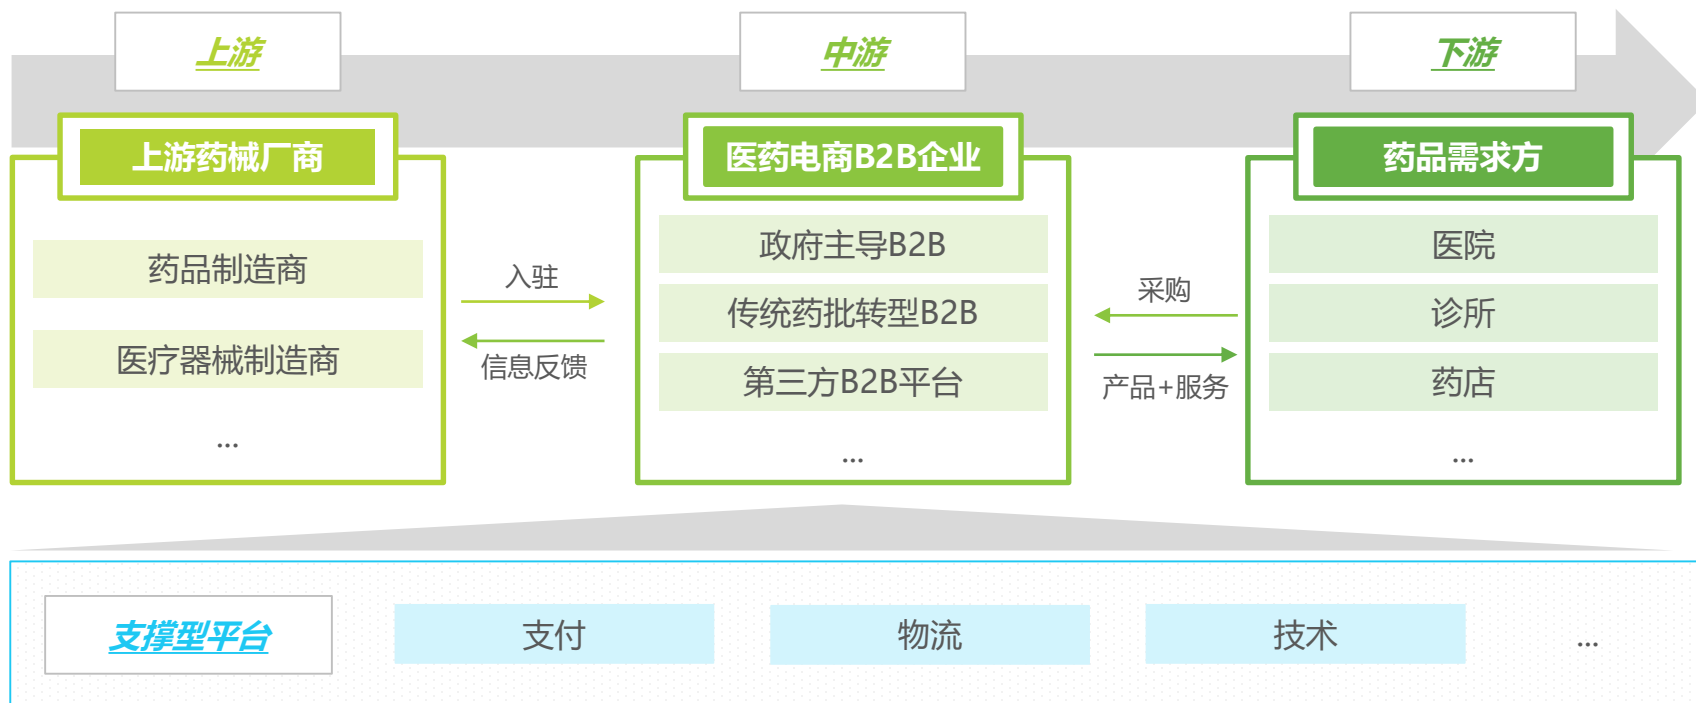 上游
中游
下游
上游药械厂商
医药电商B2B企业
药品需求方
药品制造商
医疗器械制造商
...
入驻
信息反馈
政府主导B2B
传统药批转型B2B
第三方B2B平台
...
采购
产品+服务
医院
诊所
药店
...
支撑型平台
支付
物流
技术
...